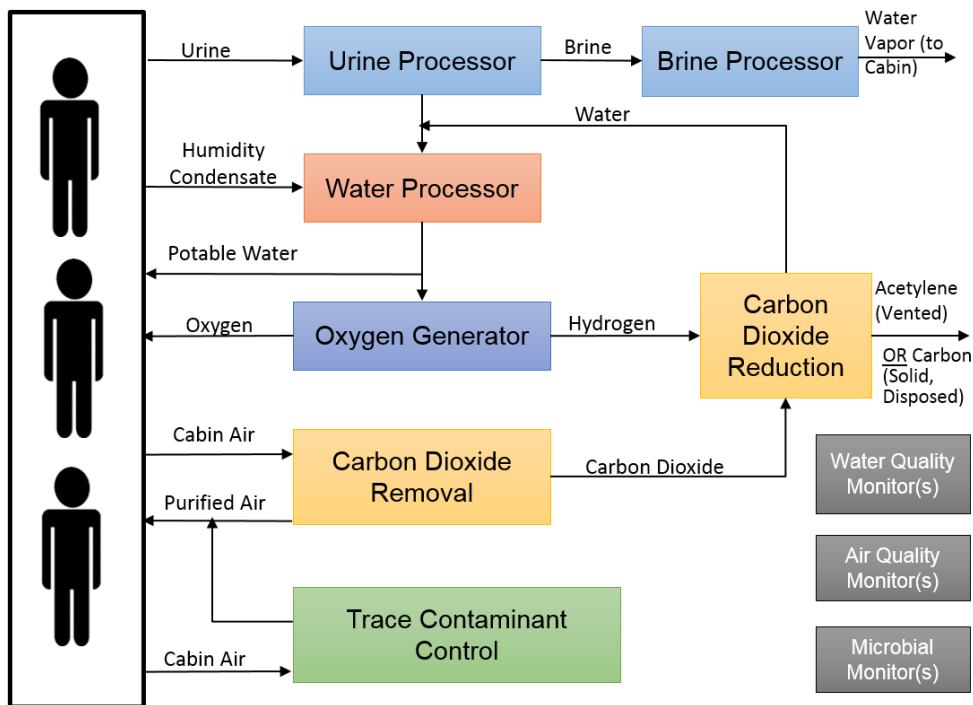 Urine
Urine Processor
Brine
Brine Processor
Water
Vapor (to
Cabin)
Water
Humidity
Condensate
Water Processor
Potable Water
Oxygen
Oxygen Generator
Hydrogen
Carbon
Dioxide
Reduction
Acetylene
(Vented)
OR Carbon
(Solid,
Disposed)
Cabin Air
Carbon Dioxide
Removal
Carbon Dioxide
Purified Air
Water Quality
Monitor(s)
Air Quality
Monitor(s)
Trace Contaminant
Control
Cabin Air
Microbial
Monitor(s)